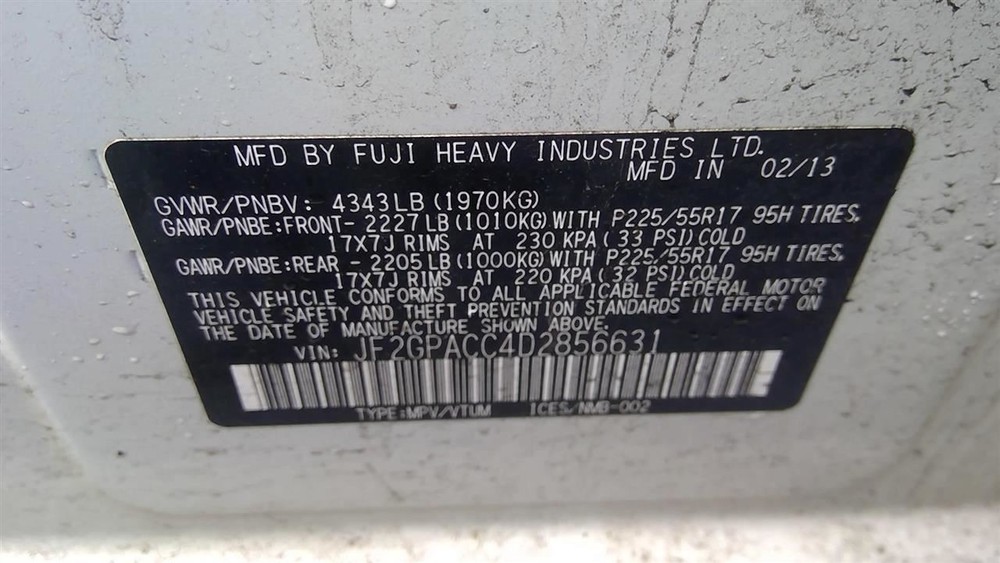 MFD BY FUJI HEAVY INDUSTRIES LTD.
MFD IN 02/13
GVWR/PNBV: 4343LB (1970KG)
GAWR/PNBE:FRONT- 2227LB (1010KG) WITH P225/55R17 95H TIRES,
17X7J RIMS AT 230 KPA ( 33 PSI) COLD
GAWR/PNBE:REAR - 2205LB (1000KG) WITH P225/55R17 95H TIRES,
17X7J RIMS AT 220 KPA ( 32 PSI) COLD
THIS VEHICLE CONFORMS TO ALL APPLICABLE FEDERAL MOTOR
VEHICLE SAFETY AND THEFT PREVENTION STANDARDS IN EFFECT ON
THE DATE OF MANUFACTURE SHOWN ABOVE.
VIN: JF2GPACC4D2856631
TYPE:MPV/VTUM ICES/NMB-002